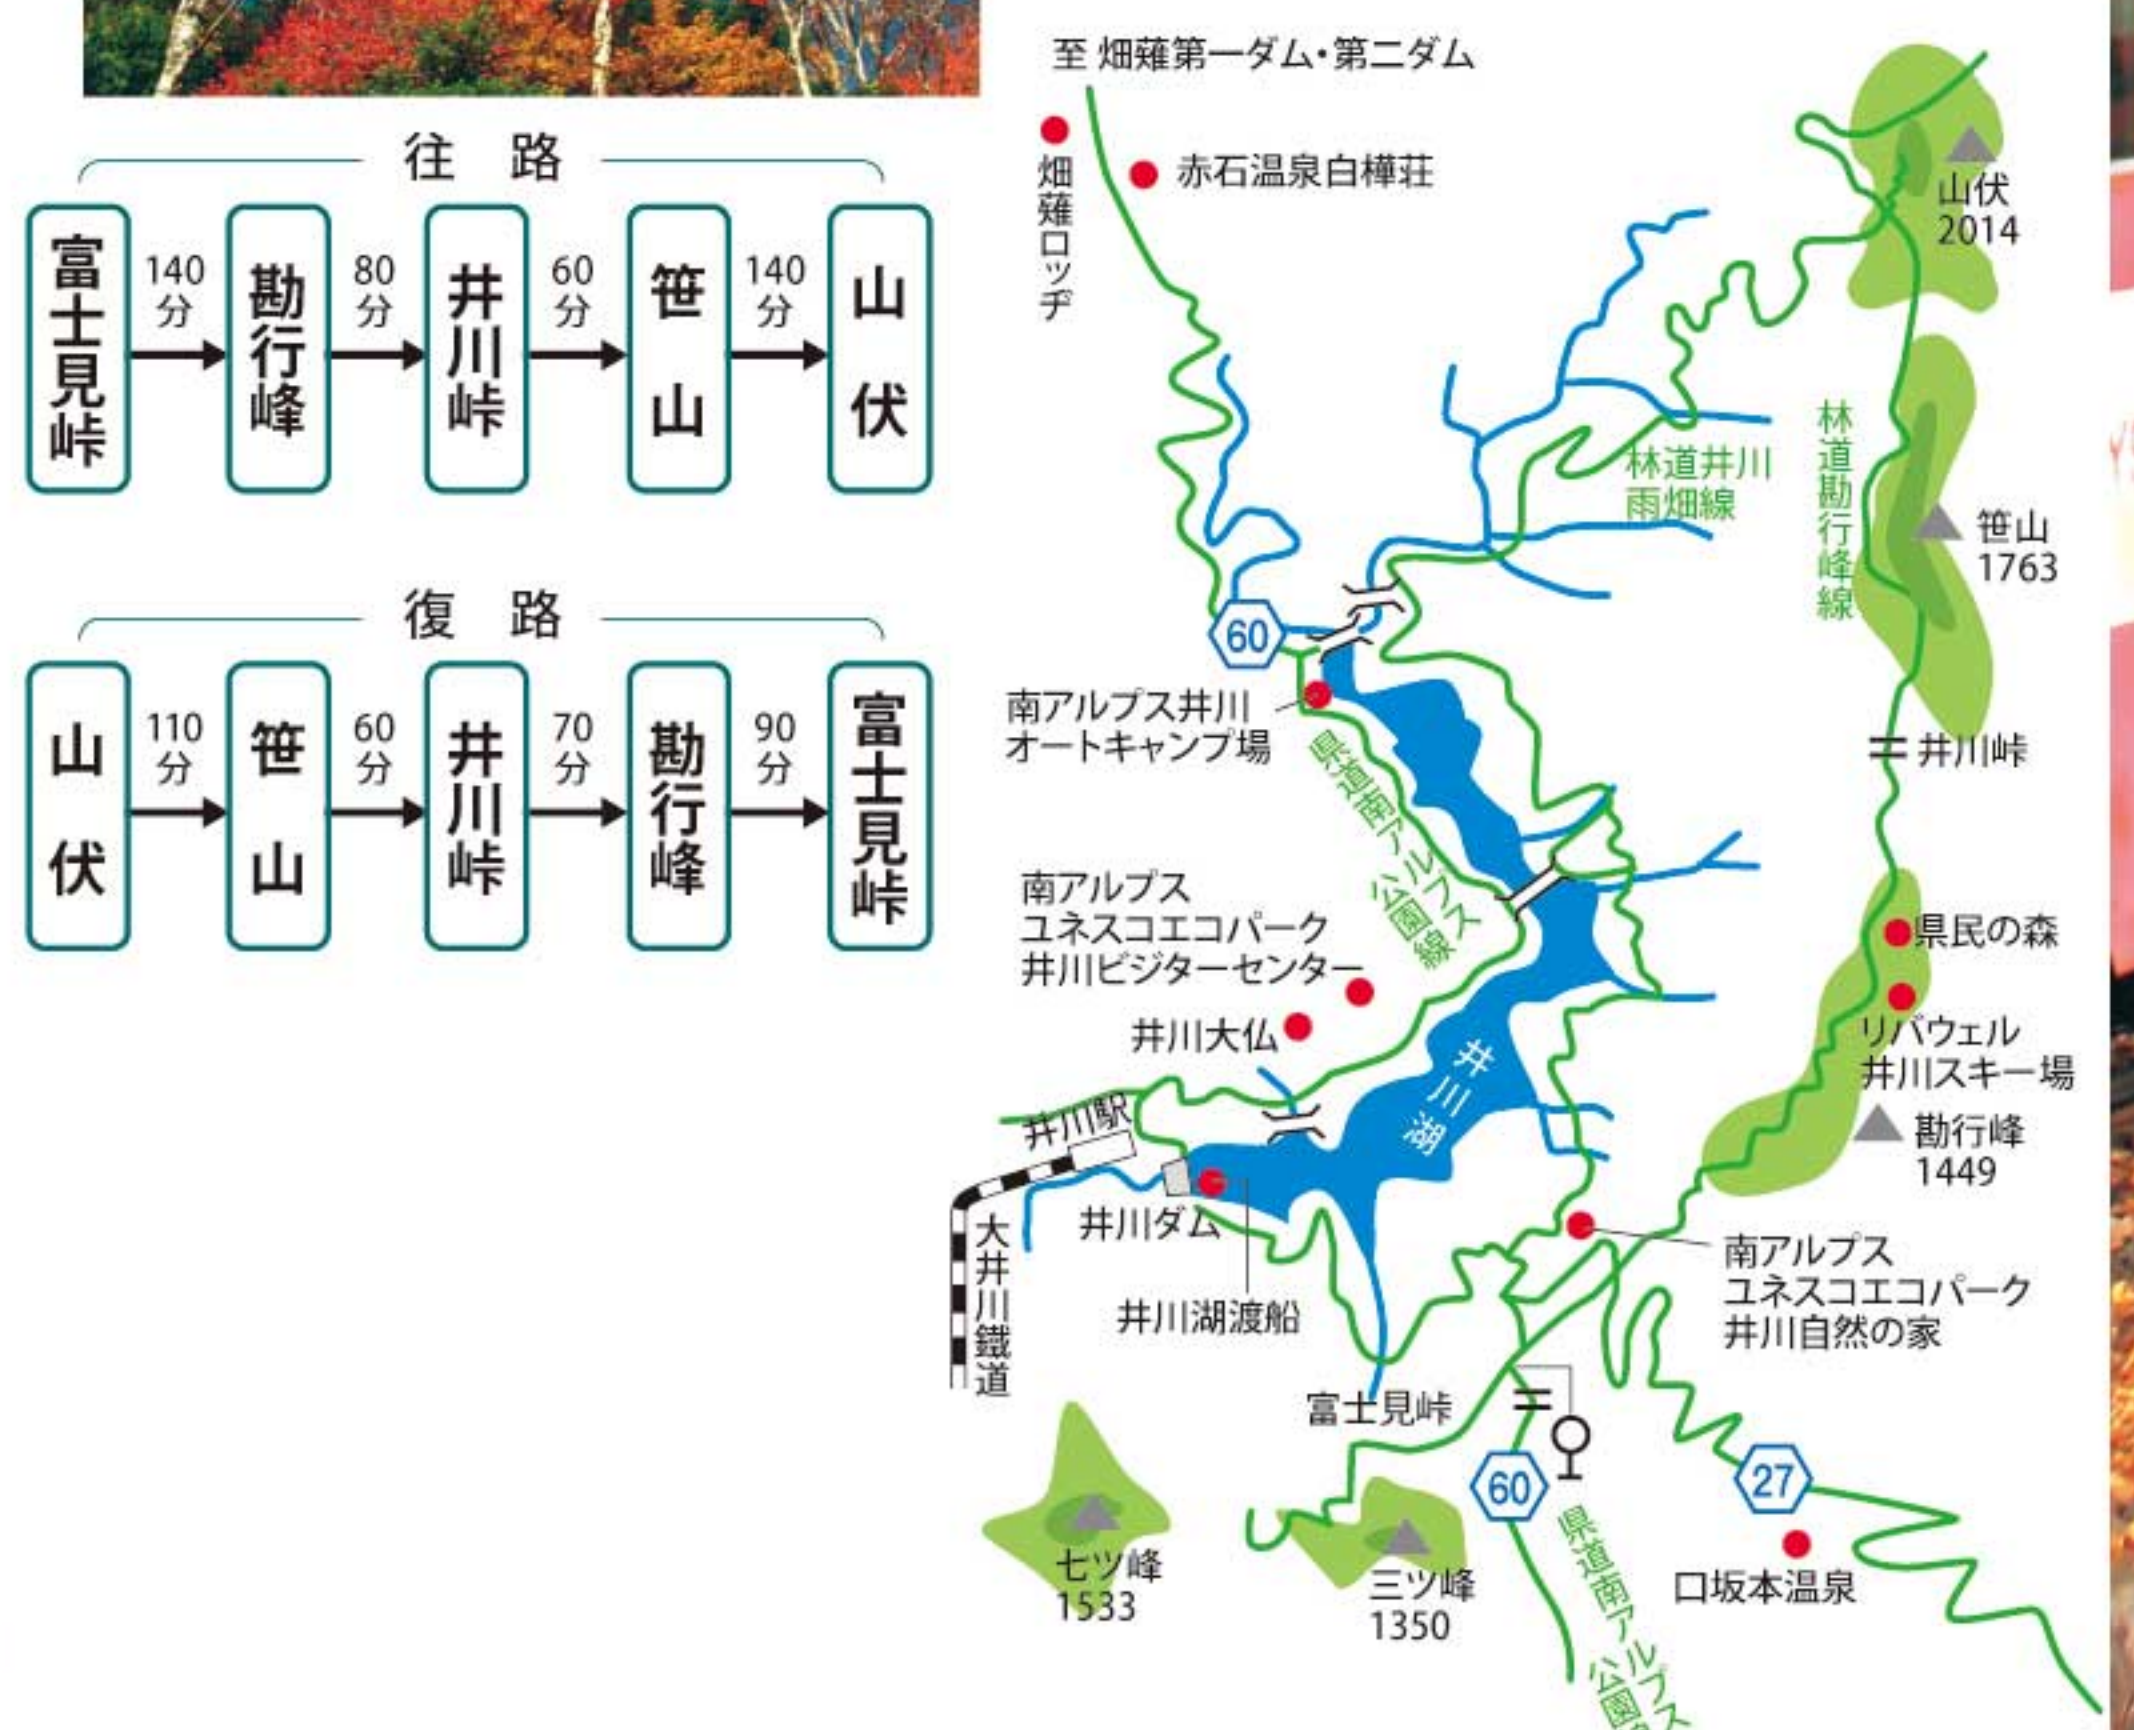 往路
富士見峠
140分
勘行峰
80分
井川峠
60分
笹山
140分
山伏
復路
山伏
110分
笹山
60分
井川峠
70分
勘行峰
90分
富士見峠
至 畑薙第一ダム・第二ダム
畑薙ロッヂ
赤石温泉白樺荘
山伏
2014
林道井川
雨畑線
林道勘行峰線
笹山
1763
60
南アルプス井川
オートキャンプ場
県道南アルプス
公園線
井川峠
南アルプス
ユネスコエコパーク
井川ビジターセンター
井川大仏
県民の森
リバウェル
井川スキー場
井川湖
井川駅
勘行峰
1449
井川ダム
大井川鐵道
井川湖渡船
南アルプス
ユネスコエコパーク
井川自然の家
富士見峠
60
27
七ツ峰
1533
三ツ峰
1350
県道南アルプス
公園
口坂本温泉